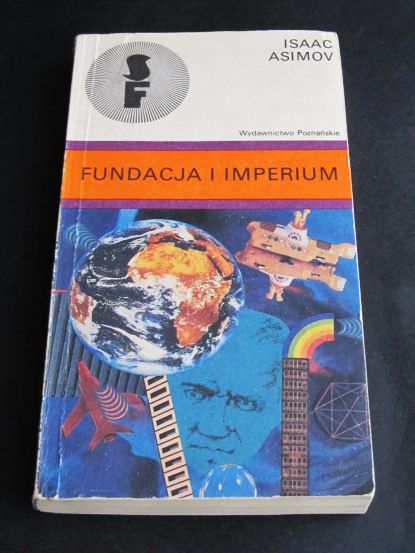 SF
ISAAC
ASIMOV
Wydawnictwo Poznańskie
FUNDACJA I IMPERIUM